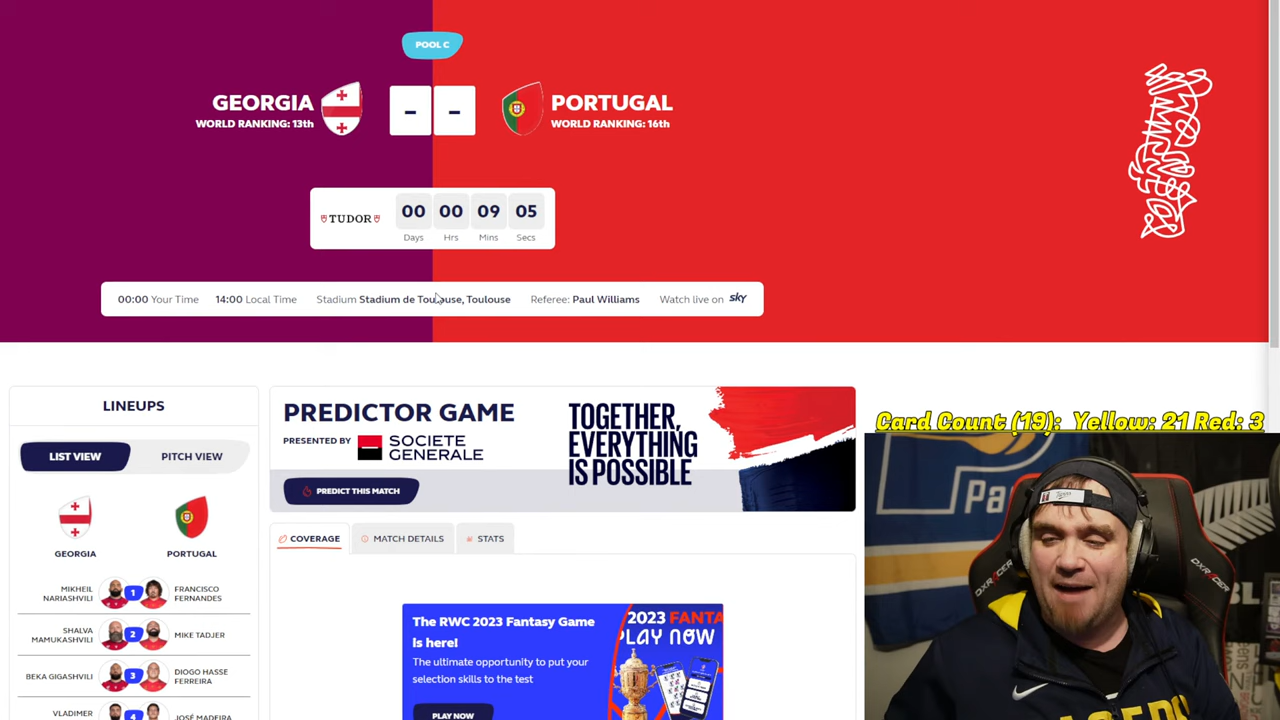 POOL C
GEORGIA
WORLD RANKING: 13th
- -
PORTUGAL
WORLD RANKING: 16th
TUDOR
00 00 09 05
Days Hrs Mins Secs
00:00 Your Time 14:00 Local Time Stadium Stadium de Toulouse, Toulouse Referee: Paul Williams Watch live on sky
LINEUPS
LIST VIEW PITCH VIEW
GEORGIA PORTUGAL
MIKHEIL
NARIASHVILI
1
FRANCISCO
FERNANDES
SHALVA
MAMUKASHVILI
2
MIKE TADJER
BEKA GIGASHVILI
3
DIOGO HASSE
FERREIRA
VLADIMER
4
JOSÉ MADEIRA
PREDICTOR GAME
PRESENTED BY SOCIETE
GENERALE
PREDICT THIS MATCH
TOGETHER,
EVERYTHING
IS POSSIBLE
COVERAGE MATCH DETAILS STATS
The RWC 2023 Fantasy Game
is here!
The ultimate opportunity to put your
selection skills to the test
PLAY NOW
2023 FANTA
PLAY NOW
Card Count (19): Yellow: 21 Red: 3
Pa
DXRACER
DXRACER